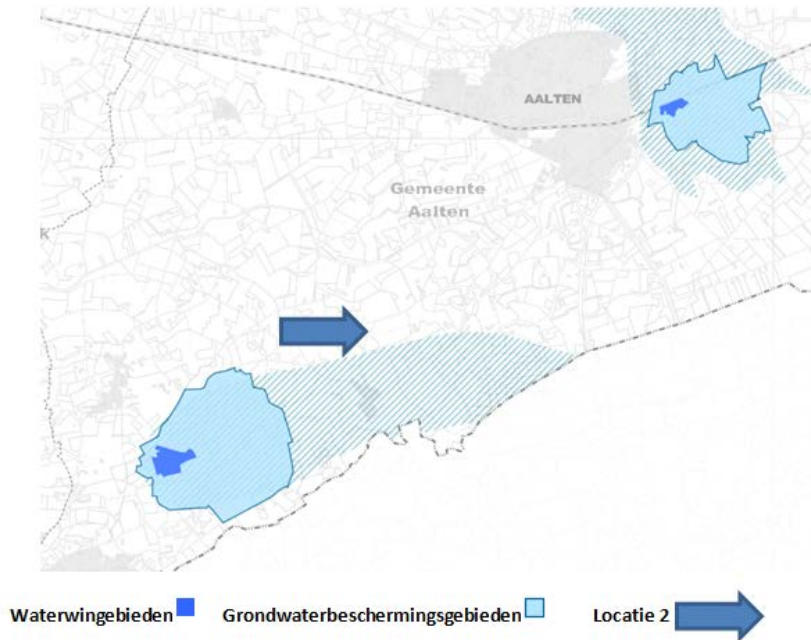 AALTEN
Gemeente
Aalten
K
Waterwingebieden Grondwaterbeschermingsgebieden Locatie 2